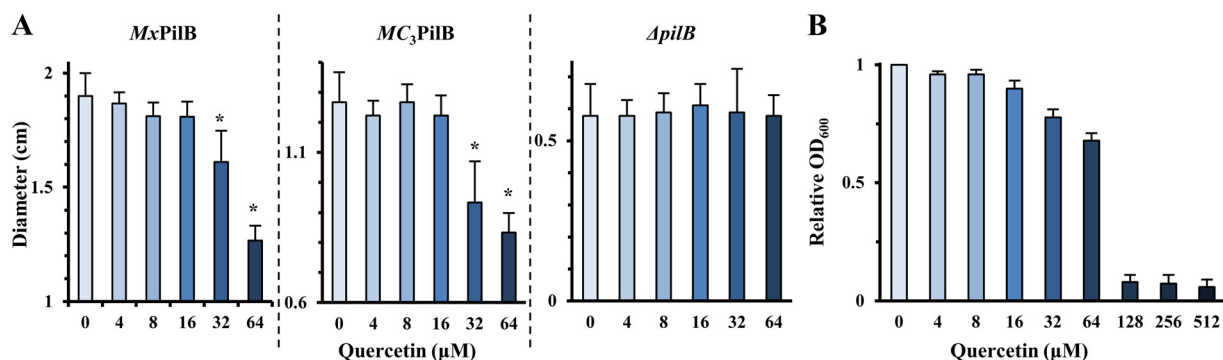 A
MxPilB
MC₃PilB
ΔpilB
B
Diameter (cm)
2
1.5
1
*
*
0 4 8 16 32 64
1.1
0.6
*
*
0 4 8 16 32 64
0.5
0
0 4 8 16 32 64
Quercetin (µM)
Relative OD₆₀₀
1
0.5
0
0 4 8 16 32 64 128 256 512
Quercetin (µM)